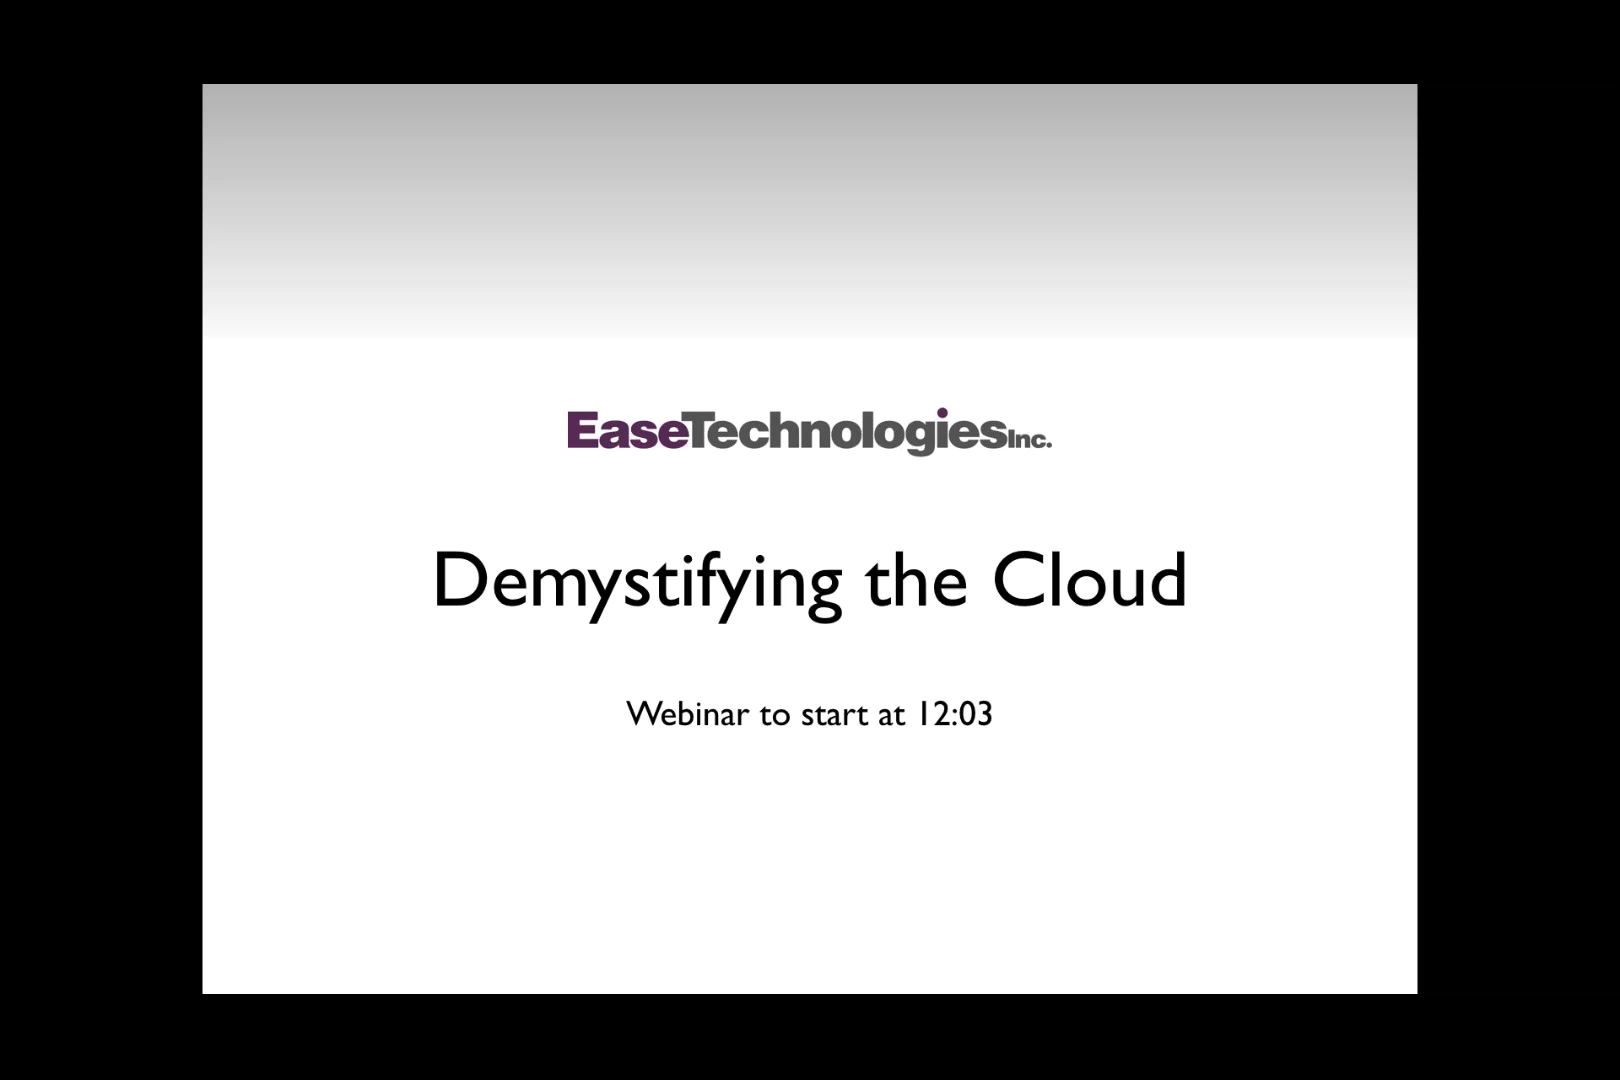 EaseTechnologiesInc.
Demystifying the Cloud
Webinar to start at 12:03